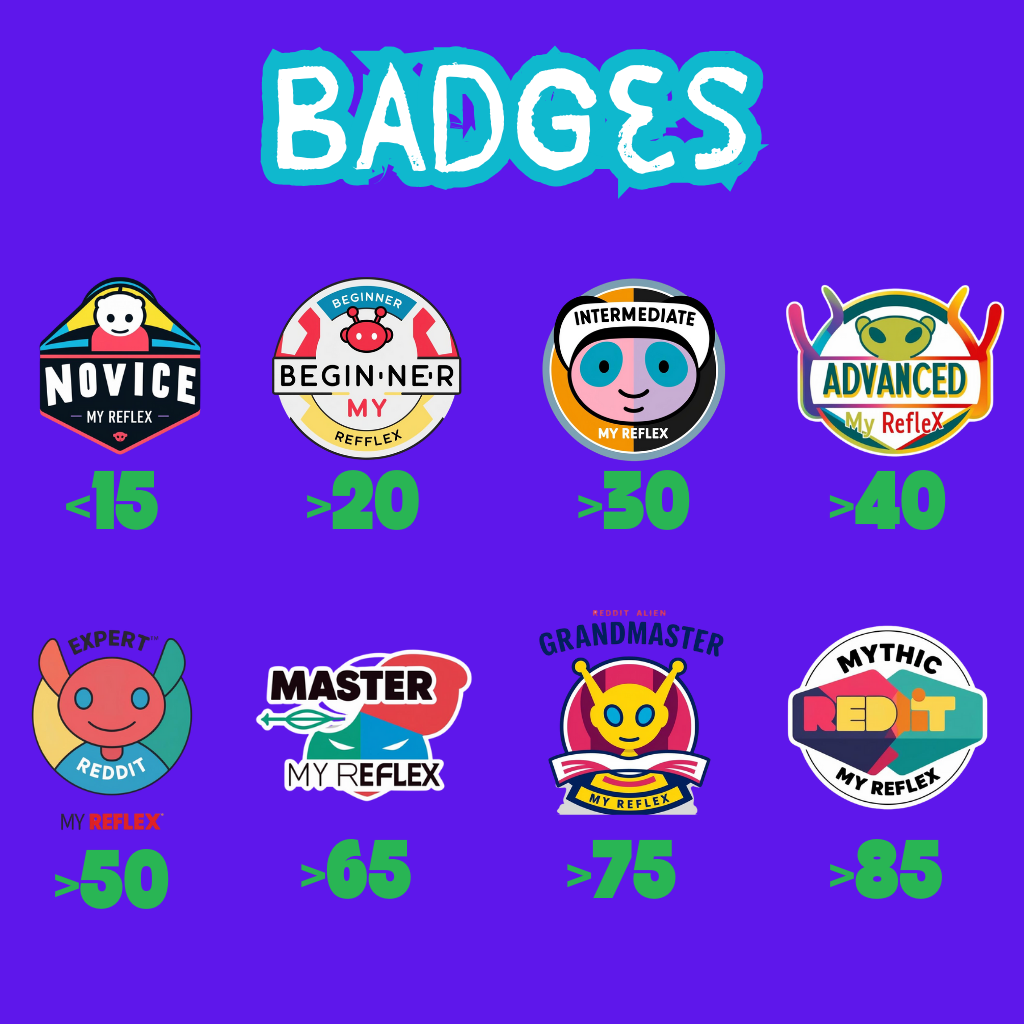 BADGES
NOVICE
- MY REFLEX -
<15
BEGINNER
BEGIN·NE·R
MY
REFFLEX
>20
INTERMEDIATE
MY REFLEX
>30
ADVANCED
My RefleX
>40
EXPERT
REDDIT
MY REFLEX
>50
MASTER
MY REFLEX
>65
REDDIT ALIEN
GRANDMASTER
MY REFLEX
>75
MYTHIC
REDiT
MY REFLEX
>85